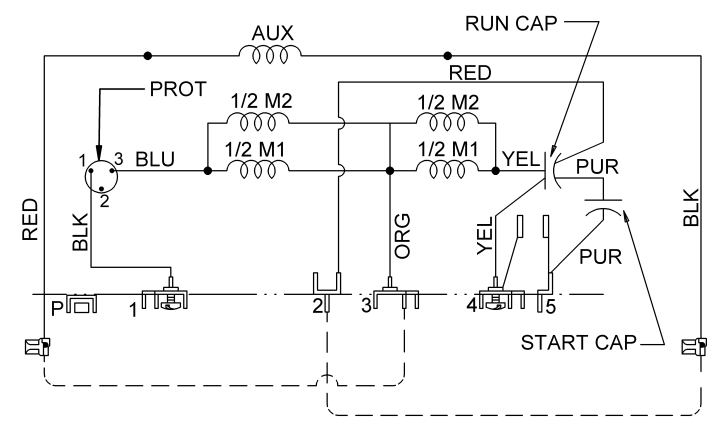 RUN CAP
AUX
RED
PROT
1/2 M2
1/2 M2
1/2 M1
1/2 M1
1
3
2
BLU
YEL
PUR
RED
BLK
ORG
YEL
BLK
PUR
P
1
2
3
4
5
START CAP